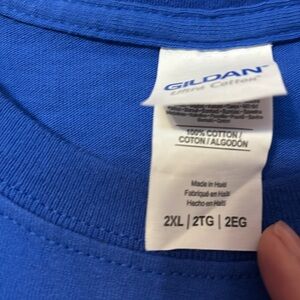 GILDAN
Ultra Cotton
100% COTTON /
COTON / ALGODÓN
Made in Haiti
Fabriqué en Haïti
Hecho en Haití
2XL | 2TG | 2EG